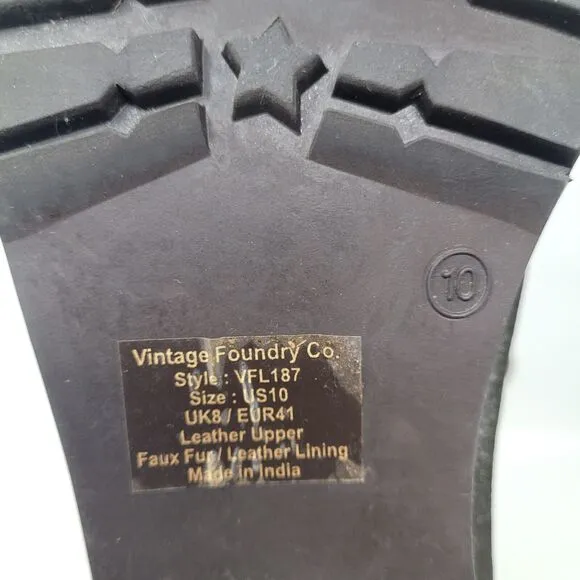 10
Vintage Foundry Co.
Style : VFL187
Size : US10
UK8 / EUR41
Leather Upper
Faux Fur / Leather Lining
Made in India